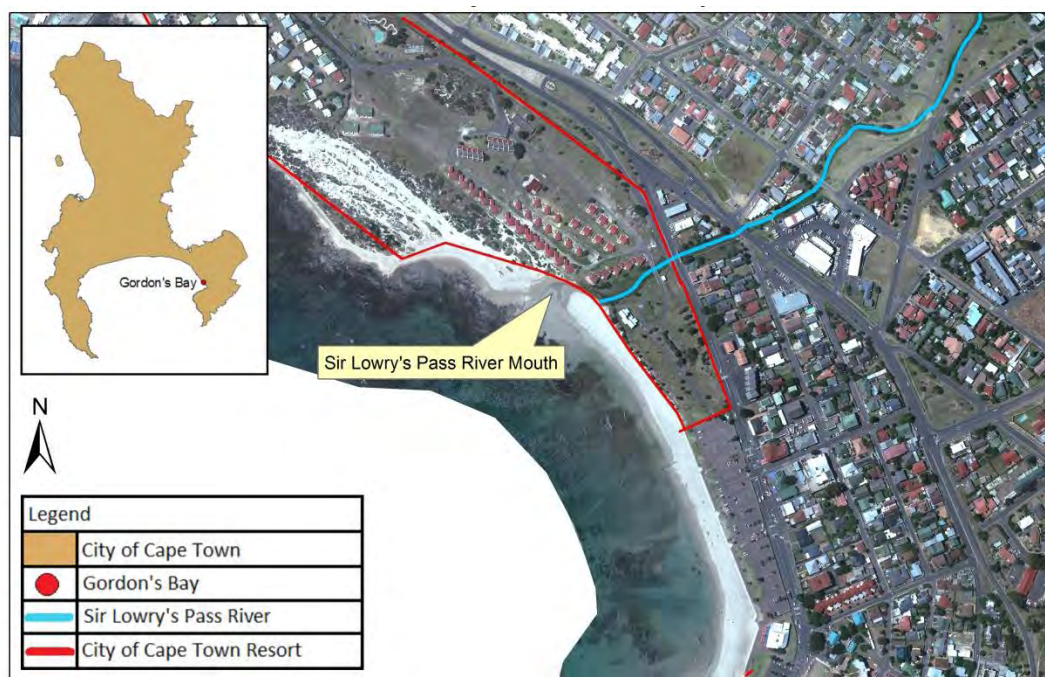 Gordon's Bay
Sir Lowry's Pass River Mouth
N
Legend
City of Cape Town
Gordon's Bay
Sir Lowry's Pass River
City of Cape Town Resort